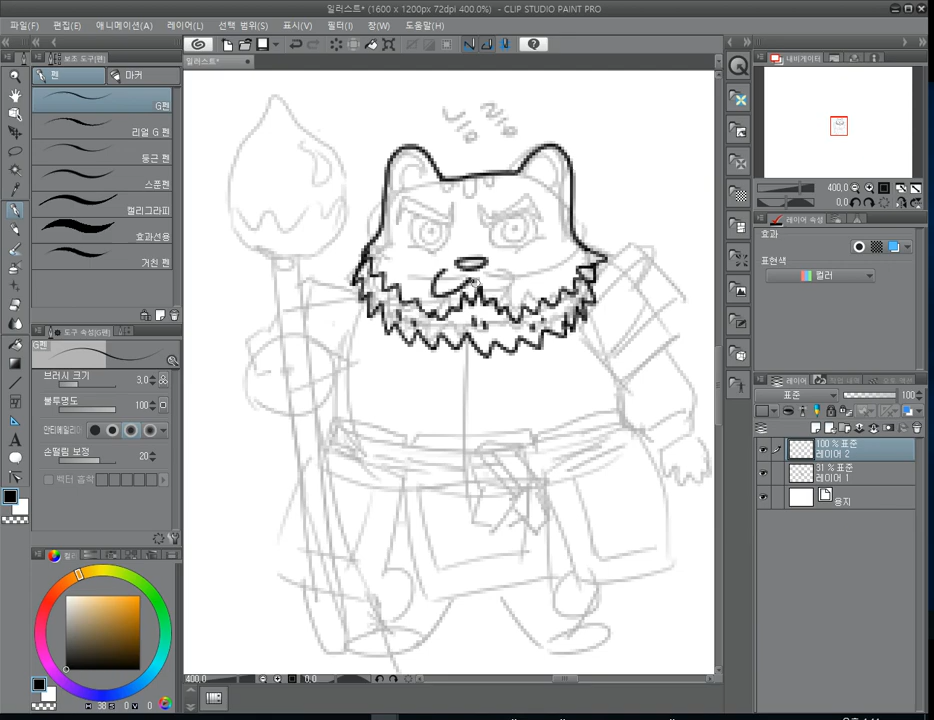 일러스트* (1600 x 1200px 72dpi 400.0%) - CLIP STUDIO PAINT PRO
파일(F) 편집(E) 애니메이션(A) 레이어(L) 선택 범위(S) 표시(V) 필터(I) 창(W) 도움말(H)
보조 도구(펜)
일러스트*
내비게이터
펜
마커
G펜
리얼 G 펜
둥근 펜
스푼펜
캘리그라피
효과선용
거친 펜
400.0
0.0
레이어 속성
효과
표현색
컬러
도구 속성(G펜)
G펜
브러시 크기 3.0
불투명도 100
손떨림 보정 20
벡터 흡착
레이어
표준 100
100 % 표준
레이어 2
31 % 표준
레이어 1
용지
컬러
400.0 0.0
H 38 S 0 V 0